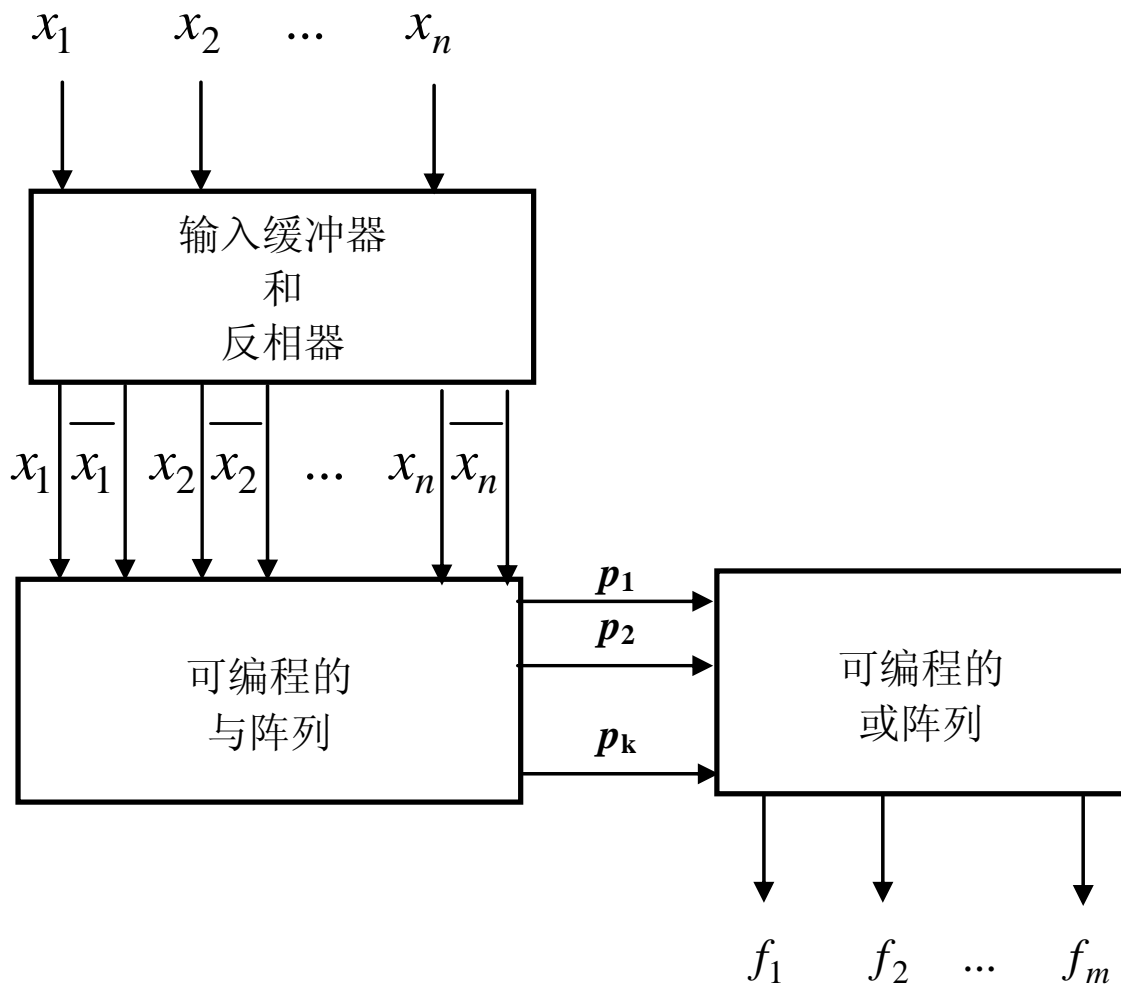 x₁ x₂ ... xₙ
输入缓冲器
和
反相器
x₁ x̅₁ x₂ x̅₂ ... xₙ x̅ₙ
p₁
p₂
pₖ
可编程的
与阵列
可编程的
或阵列
f₁ f₂ ... fₘ